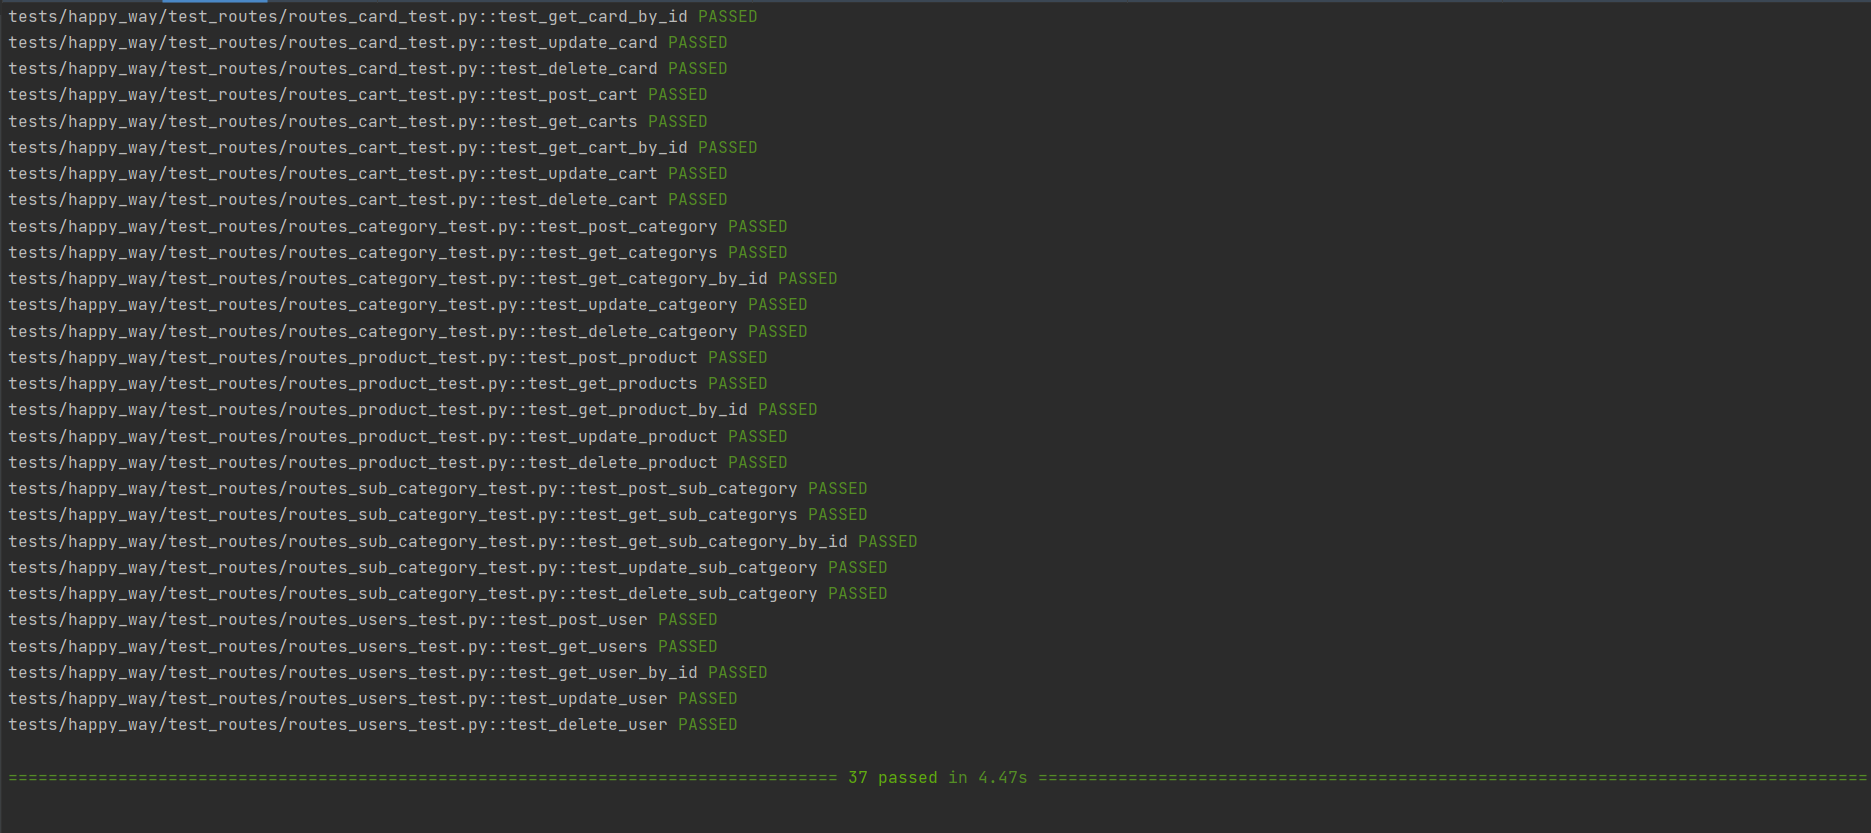 tests/happy_way/test_routes/routes_card_test.py::test_get_card_by_id PASSED
tests/happy_way/test_routes/routes_card_test.py::test_update_card PASSED
tests/happy_way/test_routes/routes_card_test.py::test_delete_card PASSED
tests/happy_way/test_routes/routes_cart_test.py::test_post_cart PASSED
tests/happy_way/test_routes/routes_cart_test.py::test_get_carts PASSED
tests/happy_way/test_routes/routes_cart_test.py::test_get_cart_by_id PASSED
tests/happy_way/test_routes/routes_cart_test.py::test_update_cart PASSED
tests/happy_way/test_routes/routes_cart_test.py::test_delete_cart PASSED
tests/happy_way/test_routes/routes_category_test.py::test_post_category PASSED
tests/happy_way/test_routes/routes_category_test.py::test_get_categorys PASSED
tests/happy_way/test_routes/routes_category_test.py::test_get_category_by_id PASSED
tests/happy_way/test_routes/routes_category_test.py::test_update_catgeory PASSED
tests/happy_way/test_routes/routes_category_test.py::test_delete_catgeory PASSED
tests/happy_way/test_routes/routes_product_test.py::test_post_product PASSED
tests/happy_way/test_routes/routes_product_test.py::test_get_products PASSED
tests/happy_way/test_routes/routes_product_test.py::test_get_product_by_id PASSED
tests/happy_way/test_routes/routes_product_test.py::test_update_product PASSED
tests/happy_way/test_routes/routes_product_test.py::test_delete_product PASSED
tests/happy_way/test_routes/routes_sub_category_test.py::test_post_sub_category PASSED
tests/happy_way/test_routes/routes_sub_category_test.py::test_get_sub_categorys PASSED
tests/happy_way/test_routes/routes_sub_category_test.py::test_get_sub_category_by_id PASSED
tests/happy_way/test_routes/routes_sub_category_test.py::test_update_sub_catgeory PASSED
tests/happy_way/test_routes/routes_sub_category_test.py::test_delete_sub_catgeory PASSED
tests/happy_way/test_routes/routes_users_test.py::test_post_user PASSED
tests/happy_way/test_routes/routes_users_test.py::test_get_users PASSED
tests/happy_way/test_routes/routes_users_test.py::test_get_user_by_id PASSED
tests/happy_way/test_routes/routes_users_test.py::test_update_user PASSED
tests/happy_way/test_routes/routes_users_test.py::test_delete_user PASSED
=================================================================================== 37 passed in 4.47s ===================================================================================